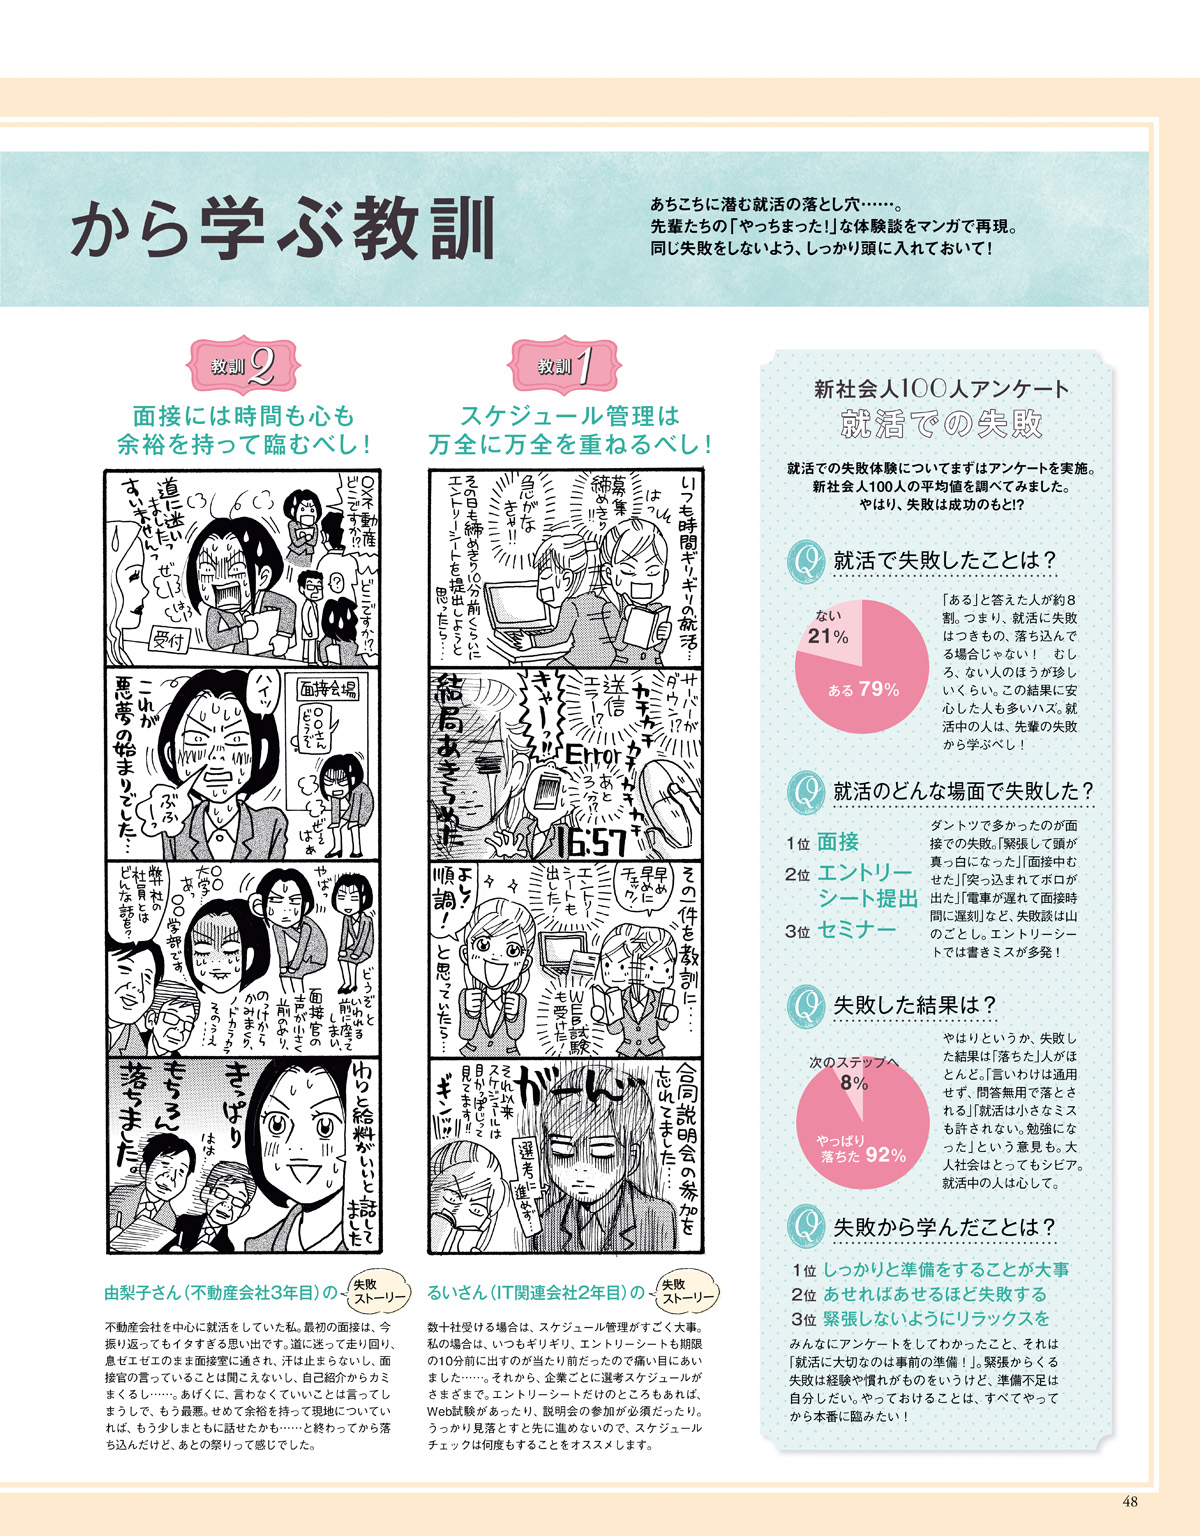 から学ぶ教訓
あちこちに潜む就活の落とし穴……。
先輩たちの「やっちまった！」な体験談をマンガで再現。
同じ失敗をしないよう、しっかり頭に入れておいて！
新社会人100人アンケート
就活での失敗
就活での失敗体験についてまずはアンケートを実施。
新社会人100人の平均値を調べてみました。
やはり、失敗は成功のもと!?
Q 就活で失敗したことは？
ない
21%
ある 79%
「ある」と答えた人が約８
割。つまり、就活に失敗
はつきもの、落ち込んで
る場合じゃない！　むし
ろ、ない人のほうが珍し
いくらい。この結果に安
心した人も多いハズ。就
活中の人は、先輩の失敗
から学ぶべし！
Q 就活のどんな場面で失敗した？
1位 面接
2位 エントリー
シート提出
3位 セミナー
ダントツで多かったのが面
接での失敗。「緊張して頭が
真っ白になった」「面接中む
せた」「突っ込まれてボロが
出た」「電車が遅れて面接時
間に遅刻」など、失敗談は山
のごとし。エントリーシー
トでは書きミスが多発！
Q 失敗した結果は？
次のステップへ
8%
やっぱり
落ちた 92%
やはりというか、失敗し
た結果は「落ちた」人がほ
とんど。「言いわけは通用
せず、問答無用で落とさ
れる」「就活は小さなミス
も許されない。勉強にな
った」という意見も。大
人社会はとってもシビア。
就活中の人は心して。
Q 失敗から学んだことは？
1位 しっかりと準備をすることが大事
2位 あせればあせるほど失敗する
3位 緊張しないようにリラックスを
みんなにアンケートをしてわかったこと、それは
「就活に大切なのは事前の準備！」。緊張からくる
失敗は経験や慣れがものをいうけど、準備不足は
自分しだい。やっておけることは、すべてやって
から本番に臨みたい！
教訓1
スケジュール管理は
万全に万全を重ねるべし！
いつも時間ギリギリの就活…
はっ
募集
締めきり!!
急がな
きゃ!!
その日も締めきり10分前くらいに
エントリーシートを提出しようと
思ったら…
サーバーが
ダウン!?
カチカチ
カチカチカチ
送信
エラー!?
キャーッ!!
Error
あと
3分?!
16:57
結局あきらめた
その一件を教訓に…
早め
早めに
チェック！
エントリー
シートも
出した！
WEB試験
も受けた！
よし！
順調！
と思っていたら…
合同説明会の参加を
忘れてました…
がーん
選考に
進めず…
それ以来
スケジュールは
目かっぽじって
見てます!!
ギンッ!!
るいさん（IT関連会社2年目）の
失敗
ストーリー
数十社受ける場合は、スケジュール管理がすごく大事。
私の場合は、いつもギリギリ、エントリーシートも期限
の10分前に出すのが当たり前だったので痛い目にあい
ました……。それから、企業ごとに選考スケジュールが
さまざまで。エントリーシートだけのところもあれば、
Web試験があったり、説明会の参加が必須だったり。
うっかり見落とすと先に進めないので、スケジュール
チェックは何度もすることをオススメします。
教訓2
面接には時間も心も
余裕を持って臨むべし！
○×不動産
どこですか!?
どこですか!?
？
道に迷い
ましたっ
すいませんっ
ぜぇ
はぁ
受付
面接会場
○○さん
どうぞ
ハイッ
ぜぇ
はぁ
ぶふーっ
これが
悪夢の始まりでした…
どうぞと
いわれる
前に座って
しまい、
やばっ
面接官の
声が小さく
前のめり、
○○
大学
あっ
○○学部です…
のっけから
かみまくり、
ノドカラカラ
そのうえ…
弊社の
社員とは
どんな話を？
わりと給料がいいと話して
ました
きっぱり
はは
もちろん
落ちました。
由梨子さん（不動産会社3年目）の
失敗
ストーリー
不動産会社を中心に就活をしていた私。最初の面接は、今
振り返ってもイタすぎる思い出です。道に迷って走り回り、
息ゼエゼエのまま面接室に通され、汗は止まらないし、面
接官の言っていることは聞こえないし、自己紹介からカミ
まくるし……。あげくに、言わなくていいことは言ってし
まうしで、もう最悪。せめて余裕を持って現地についてい
れば、もう少しまともに話せたかも……と終わってから落
ち込んだけど、あとの祭りって感じでした。
48